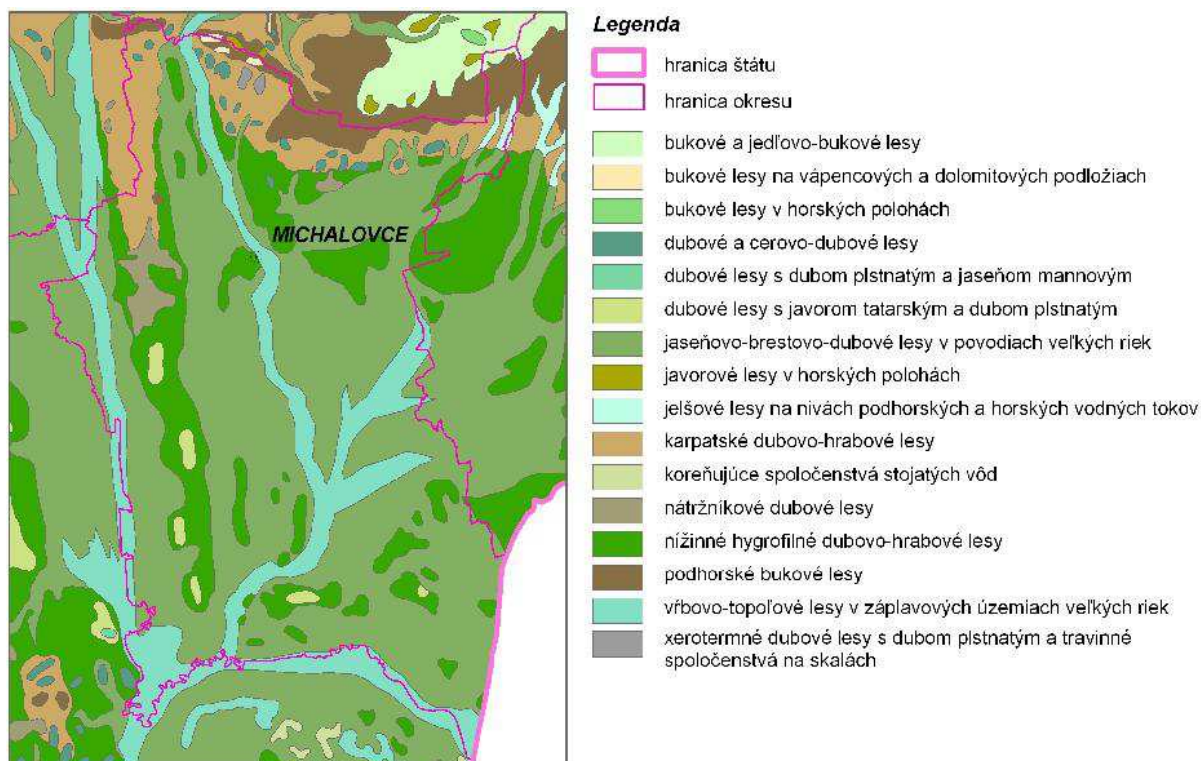 MICHALOVCE
Legenda
hranica štátu
hranica okresu
bukové a jedľovo-bukové lesy
bukové lesy na vápencových a dolomitových podložiach
bukové lesy v horských polohách
dubové a cerovo-dubové lesy
dubové lesy s dubom plstnatým a jaseňom mannovým
dubové lesy s javorom tatarským a dubom plstnatým
jaseňovo-brestovo-dubové lesy v povodiach veľkých riek
javorové lesy v horských polohách
jelšové lesy na nivách podhorských a horských vodných tokov
karpatské dubovo-hrabové lesy
koreňujúce spoločenstvá stojatých vôd
nátržníkové dubové lesy
nížinné hygrofilné dubovo-hrabové lesy
podhorské bukové lesy
vŕbovo-topoľové lesy v záplavových územiach veľkých riek
xerotermné dubové lesy s dubom plstnatým a travinné
spoločenstvá na skalách